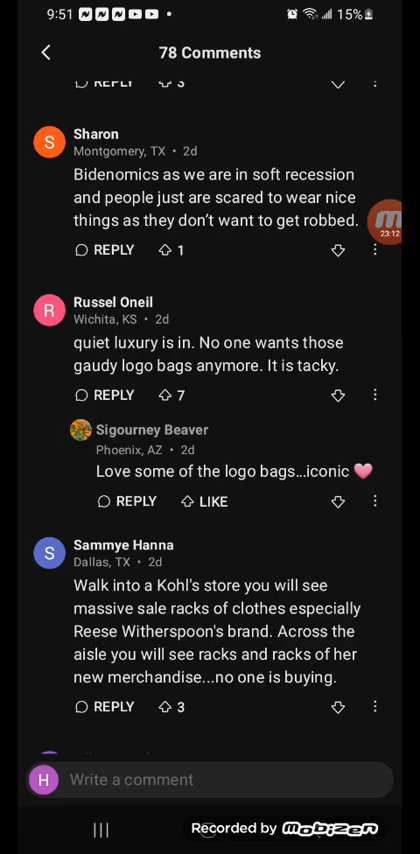 9:51
15%
78 Comments
REPLY 3
Sharon
Montgomery, TX • 2d
Bidenomics as we are in soft recession
and people just are scared to wear nice
things as they don't want to get robbed.
23:12
REPLY 1
R
Russel Oneil
Wichita, KS • 2d
quiet luxury is in. No one wants those
gaudy logo bags anymore. It is tacky.
REPLY 7
Sigourney Beaver
Phoenix, AZ • 2d
Love some of the logo bags...iconic
REPLY LIKE
S
Sammye Hanna
Dallas, TX • 2d
Walk into a Kohl's store you will see
massive sale racks of clothes especially
Reese Witherspoon's brand. Across the
aisle you will see racks and racks of her
new merchandise...no one is buying.
REPLY 3
H Write a comment
Recorded by MOBIZEN